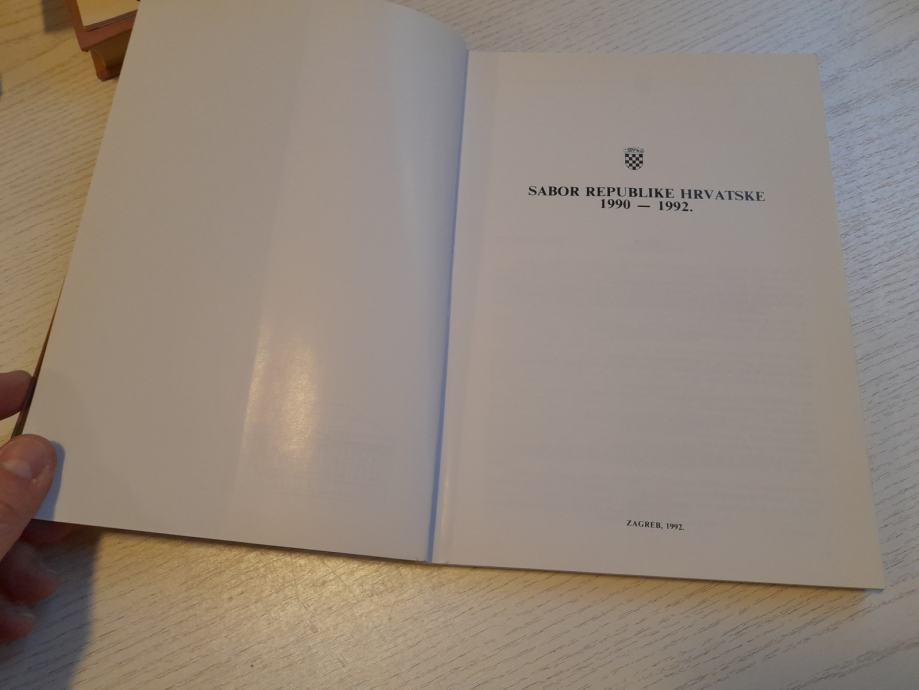 SABOR REPUBLIKE HRVATSKE
1990 — 1992.
ZAGREB, 1992.